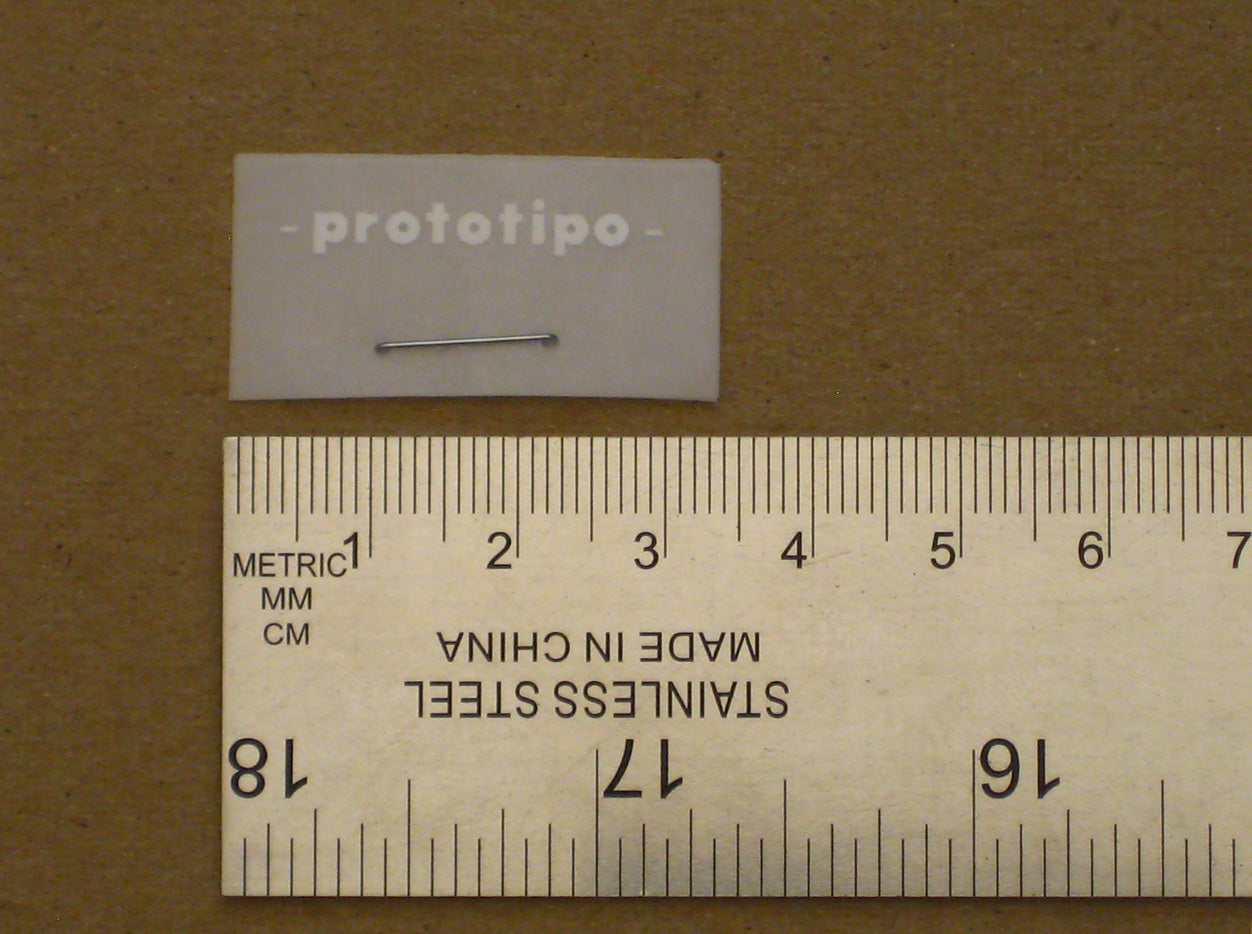 - prototipo -
1 2 3 4 5 6 7
METRIC
MM
CM
MADE IN CHINA
STAINLESS STEEL
18 17 16